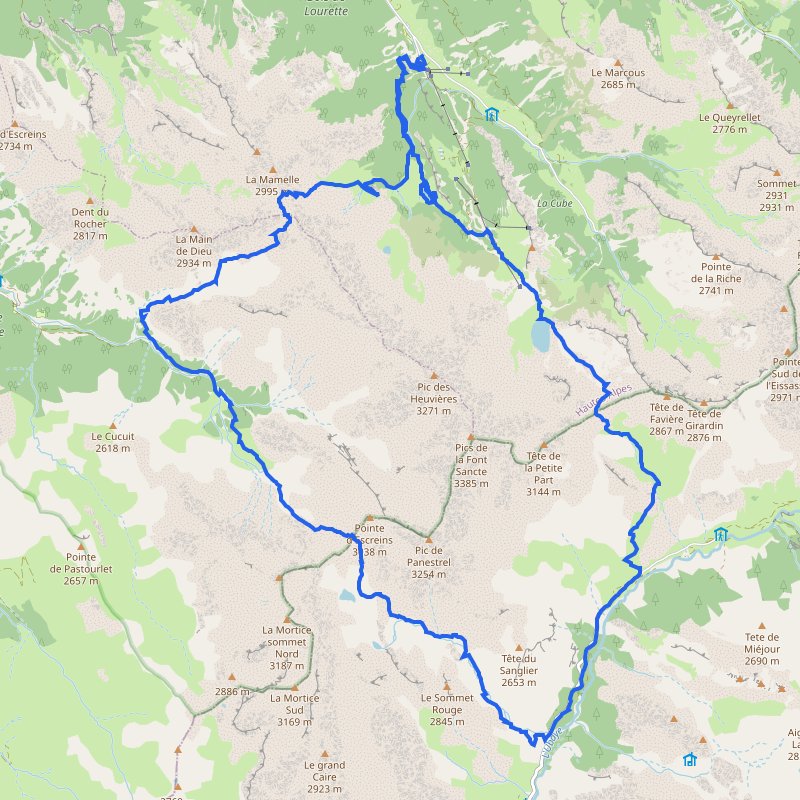 Lourette
Le Marcous
2685 m
Le Queyrellet
2776 m
d'Escreins
2734 m
La Mamelle
2995 m
Sommet
2931
2931 m
La Cube
Dent du
Rocher
2817 m
La Main
de Dieu
2934 m
Pointe
de la Riche
2741 m
Pointe
Sud de
l'Eissas
2971 m
Pic des
Heuvières
3271 m
Hautes-Alpes
Tête de
Favière
2867 m
Tête de
Girardin
2876 m
Le Cucuit
2618 m
Pics de
la Font
Sancte
3385 m
Tête de
la Petite
Part
3144 m
Pointe
d'Escreins
3038 m
Pic de
Panestrel
3254 m
Pointe
de Pastourlet
2657 m
La Mortice
sommet
Nord
3187 m
Tete de
Miéjour
2690 m
Tête du
Sanglier
2653 m
2886 m
La Mortice
Sud
3169 m
Le Sommet
Rouge
2845 m
L'Ubaye
Le grand
Caire
2923 m